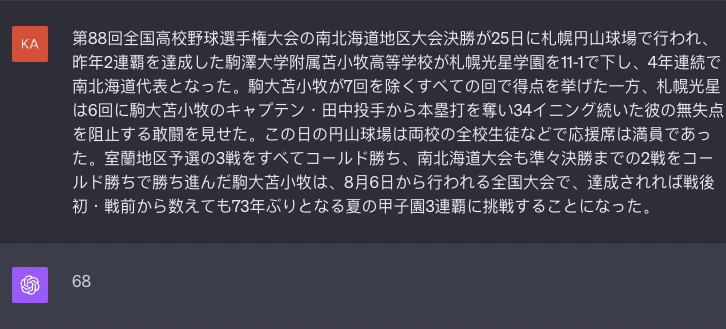 KA
第88回全国高校野球選手権大会の南北海道地区大会決勝が25日に札幌円山球場で行われ、
昨年2連覇を達成した駒澤大学附属苫小牧高等学校が札幌光星学園を11-1で下し、4年連続で
南北海道代表となった。駒大苫小牧が7回を除くすべての回で得点を挙げた一方、札幌光星
は6回に駒大苫小牧のキャプテン・田中投手から本塁打を奪い34イニング続いた彼の無失点
を阻止する敢闘を見せた。この日の円山球場は両校の全校生徒などで応援席は満員であっ
た。室蘭地区予選の3戦をすべてコールド勝ち、南北海道大会も準々決勝までの2戦をコー
ルド勝ちで勝ち進んだ駒大苫小牧は、8月6日から行われる全国大会で、達成されれば戦後
初・戦前から数えても73年ぶりとなる夏の甲子園3連覇に挑戦することになった。
68